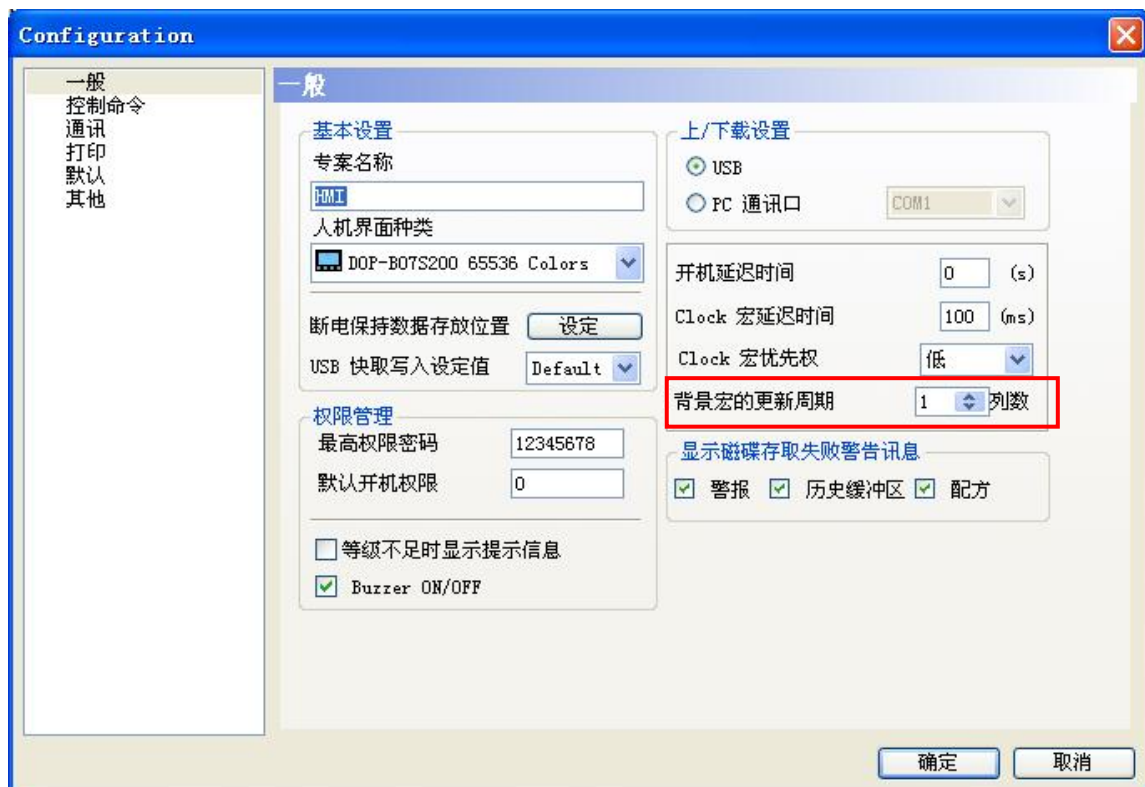 Configuration
一般
控制命令
通讯
打印
默认
其他
一般
基本设置
专案名称
HMI
人机界面种类
DOP-B07S200 65536 Colors
断电保持数据存放位置 设定
USB 快取写入设定值 Default
权限管理
最高权限密码 12345678
默认开机权限 0
等级不足时显示提示信息
Buzzer ON/OFF
上/下载设置
USB
PC 通讯口 COM1
开机延迟时间 0 (s)
Clock 宏延迟时间 100 (ms)
Clock 宏优先权 低
背景宏的更新周期 1 列数
显示磁碟存取失败警告讯息
警报 历史缓冲区 配方
确定 取消